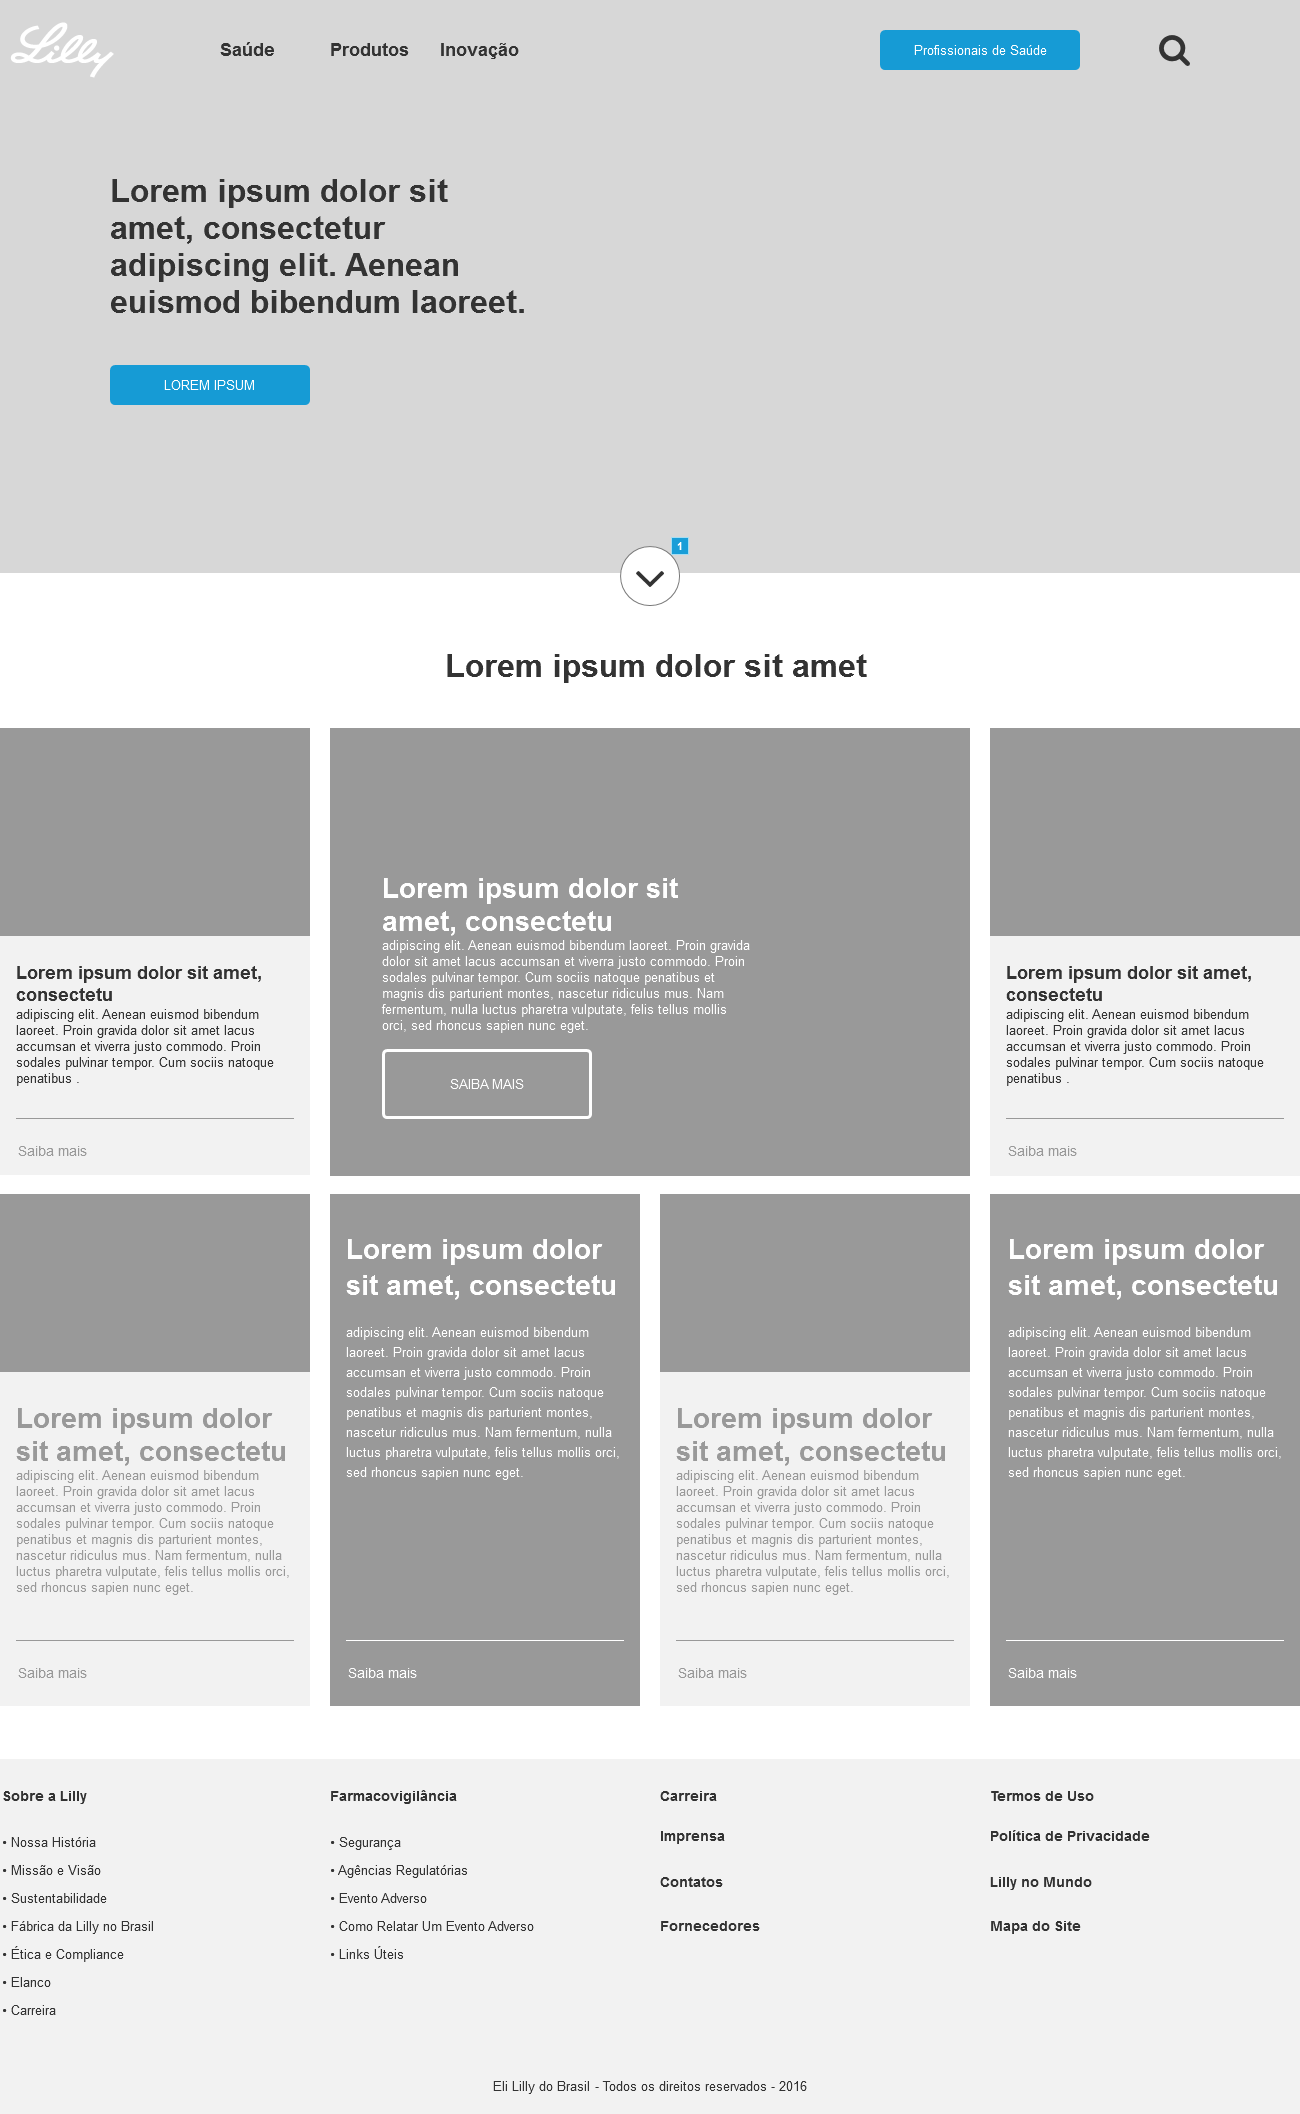 Lilly
Saúde
Produtos
Inovação
Profissionais de Saúde
Lorem ipsum dolor sit
amet, consectetur
adipiscing elit. Aenean
euismod bibendum laoreet.
LOREM IPSUM
1
Lorem ipsum dolor sit amet
Lorem ipsum dolor sit amet,
consectetu
adipiscing elit. Aenean euismod bibendum
laoreet. Proin gravida dolor sit amet lacus
accumsan et viverra justo commodo. Proin
sodales pulvinar tempor. Cum sociis natoque
penatibus .
Saiba mais
Lorem ipsum dolor sit
amet, consectetu
adipiscing elit. Aenean euismod bibendum laoreet. Proin gravida
dolor sit amet lacus accumsan et viverra justo commodo. Proin
sodales pulvinar tempor. Cum sociis natoque penatibus et
magnis dis parturient montes, nascetur ridiculus mus. Nam
fermentum, nulla luctus pharetra vulputate, felis tellus mollis
orci, sed rhoncus sapien nunc eget.
SAIBA MAIS
Lorem ipsum dolor sit amet,
consectetu
adipiscing elit. Aenean euismod bibendum
laoreet. Proin gravida dolor sit amet lacus
accumsan et viverra justo commodo. Proin
sodales pulvinar tempor. Cum sociis natoque
penatibus .
Saiba mais
Lorem ipsum dolor
sit amet, consectetu
adipiscing elit. Aenean euismod bibendum
laoreet. Proin gravida dolor sit amet lacus
accumsan et viverra justo commodo. Proin
sodales pulvinar tempor. Cum sociis natoque
penatibus et magnis dis parturient montes,
nascetur ridiculus mus. Nam fermentum, nulla
luctus pharetra vulputate, felis tellus mollis orci,
sed rhoncus sapien nunc eget.
Saiba mais
Lorem ipsum dolor
sit amet, consectetu
adipiscing elit. Aenean euismod bibendum
laoreet. Proin gravida dolor sit amet lacus
accumsan et viverra justo commodo. Proin
sodales pulvinar tempor. Cum sociis natoque
penatibus et magnis dis parturient montes,
nascetur ridiculus mus. Nam fermentum, nulla
luctus pharetra vulputate, felis tellus mollis orci,
sed rhoncus sapien nunc eget.
Saiba mais
Lorem ipsum dolor
sit amet, consectetu
adipiscing elit. Aenean euismod bibendum
laoreet. Proin gravida dolor sit amet lacus
accumsan et viverra justo commodo. Proin
sodales pulvinar tempor. Cum sociis natoque
penatibus et magnis dis parturient montes,
nascetur ridiculus mus. Nam fermentum, nulla
luctus pharetra vulputate, felis tellus mollis orci,
sed rhoncus sapien nunc eget.
Saiba mais
Lorem ipsum dolor
sit amet, consectetu
adipiscing elit. Aenean euismod bibendum
laoreet. Proin gravida dolor sit amet lacus
accumsan et viverra justo commodo. Proin
sodales pulvinar tempor. Cum sociis natoque
penatibus et magnis dis parturient montes,
nascetur ridiculus mus. Nam fermentum, nulla
luctus pharetra vulputate, felis tellus mollis orci,
sed rhoncus sapien nunc eget.
Saiba mais
Sobre a Lilly
• Nossa História
• Missão e Visão
• Sustentabilidade
• Fábrica da Lilly no Brasil
• Ética e Compliance
• Elanco
• Carreira
Farmacovigilância
• Segurança
• Agências Regulatórias
• Evento Adverso
• Como Relatar Um Evento Adverso
• Links Úteis
Carreira
Imprensa
Contatos
Fornecedores
Termos de Uso
Política de Privacidade
Lilly no Mundo
Mapa do Site
Eli Lilly do Brasil - Todos os direitos reservados - 2016